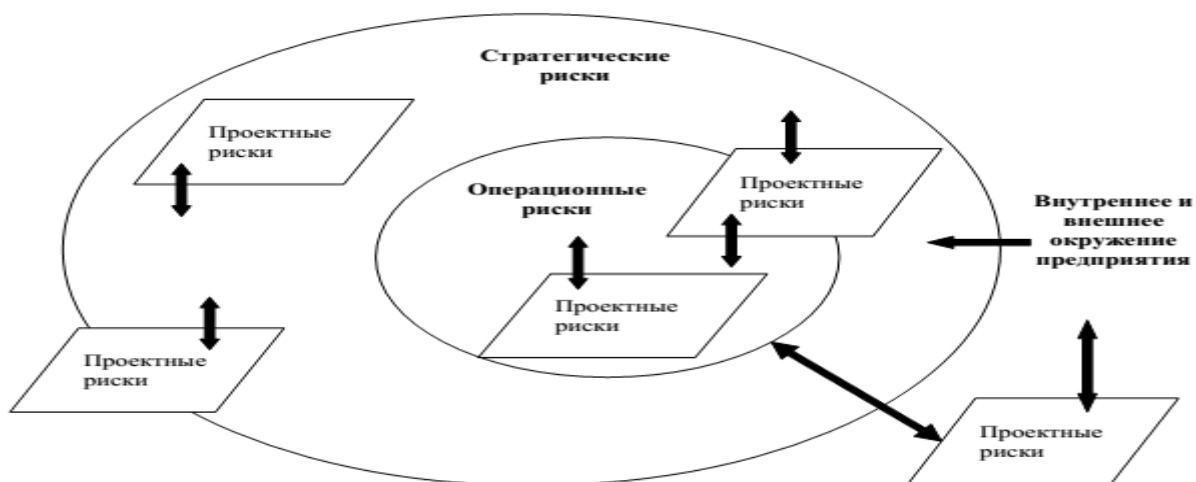 Стратегические
риски
Проектные
риски
Операционные
риски
Проектные
риски
Внутреннее и
внешнее
окружение
предприятия
Проектные
риски
Проектные
риски
Проектные
риски